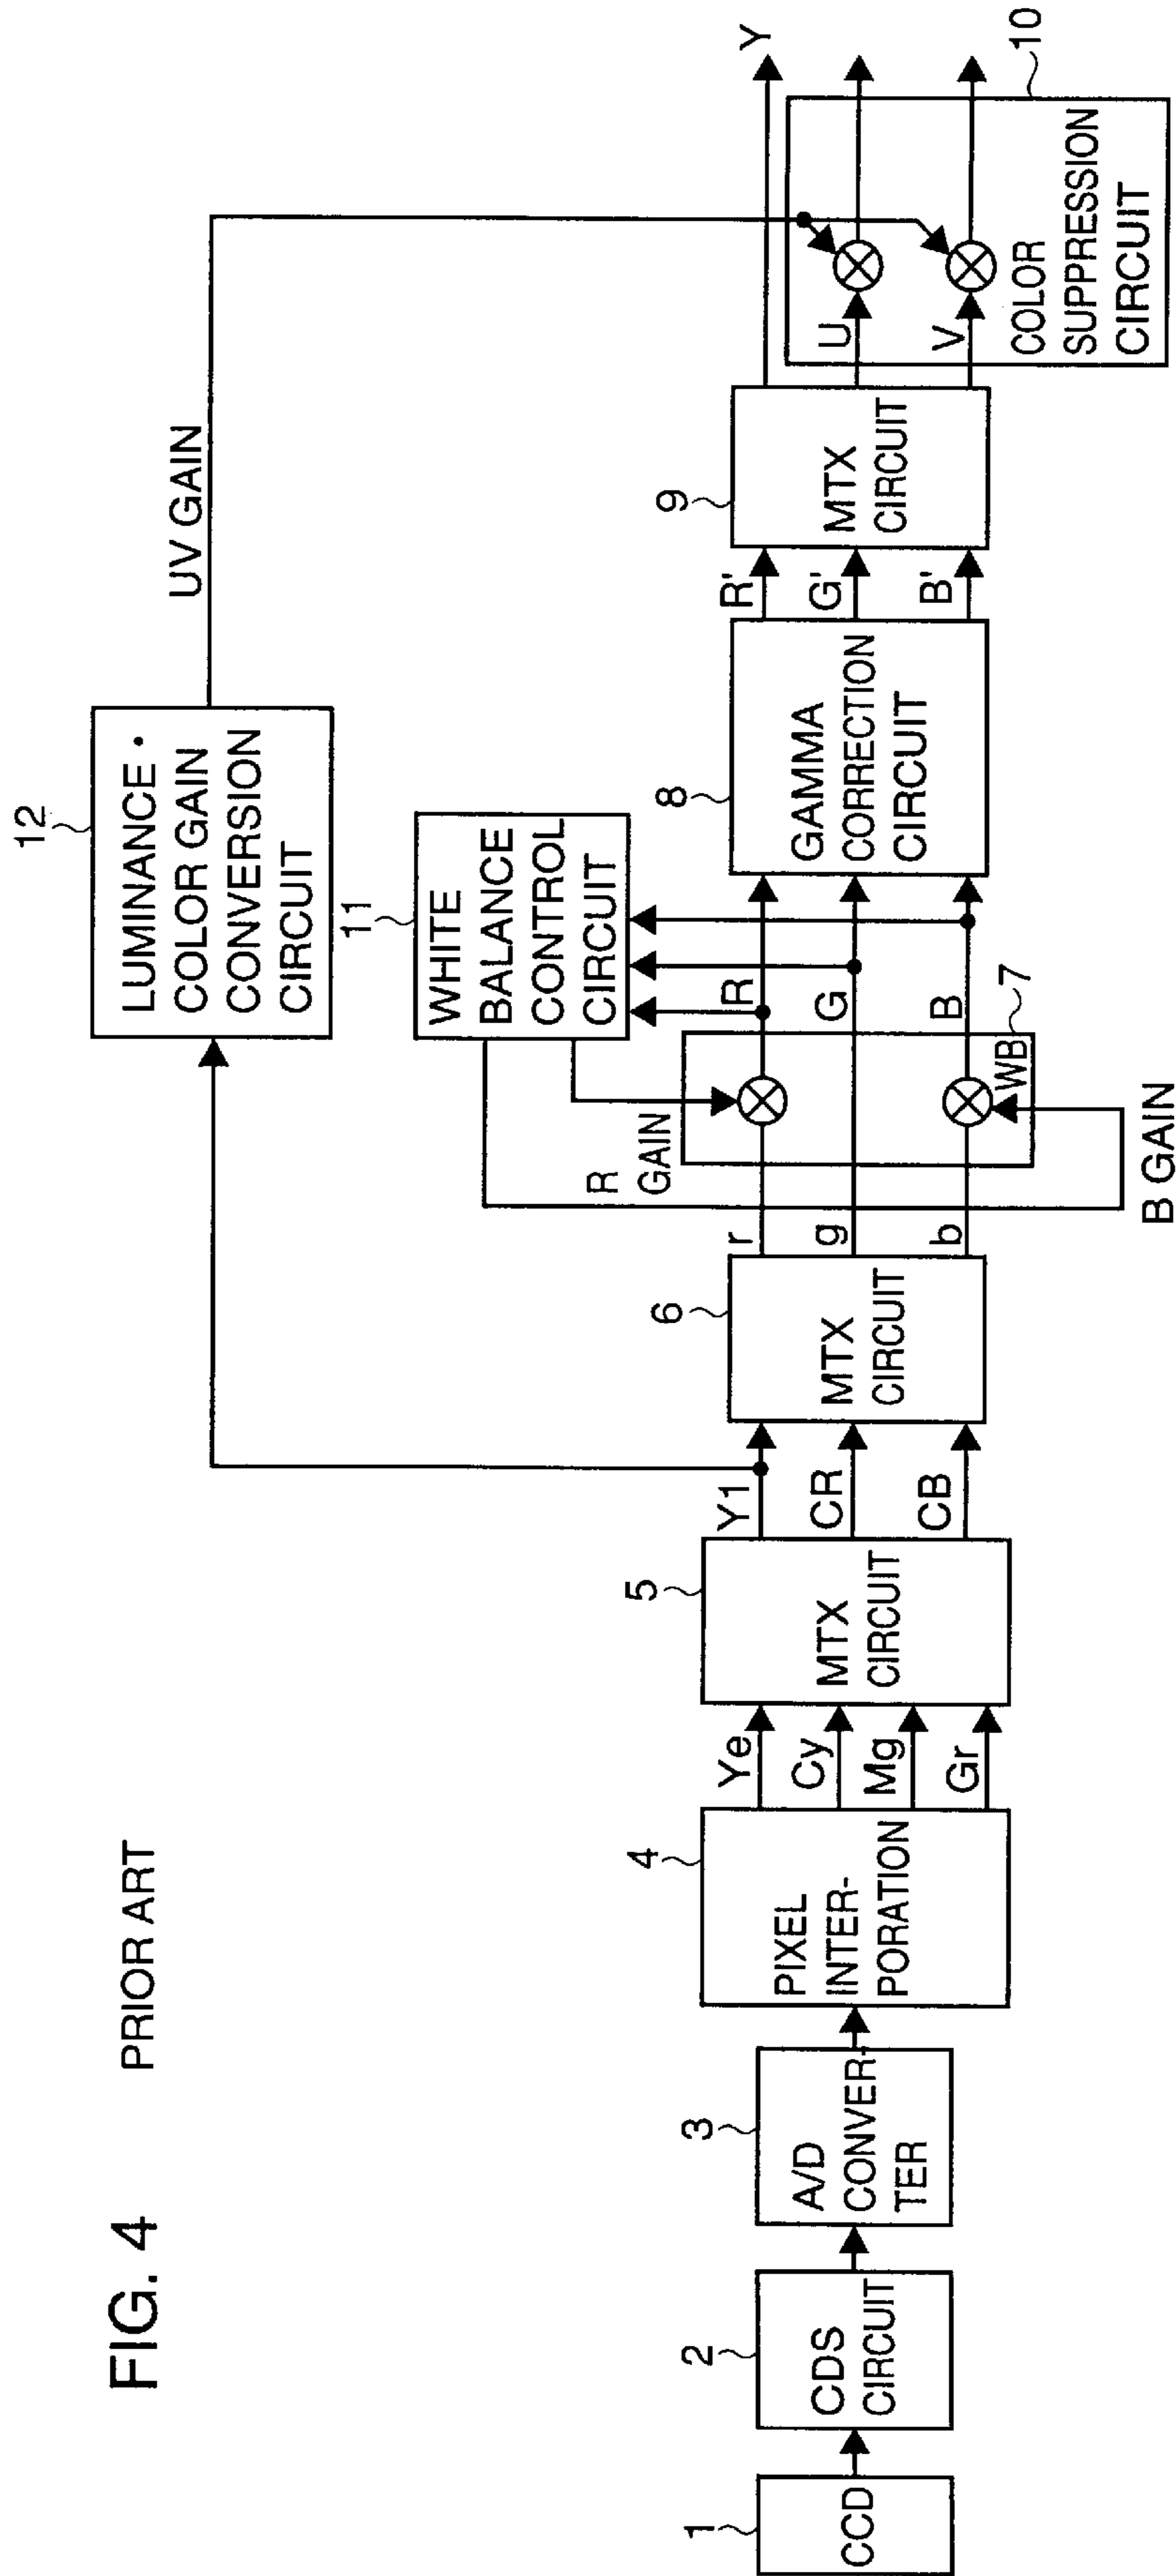 FIG. 4
PRIOR ART
1
CCD
2
CDS
CIRCUIT
3
A/D
CONVER-
TER
4
PIXEL
INTER-
PORATION
Ye
Cy
Mg
Gr
5
MTX
CIRCUIT
Y1
CR
CB
6
MTX
CIRCUIT
r
g
b
R
GAIN
B GAIN
WB
7
R
G
B
11
WHITE
BALANCE
CONTROL
CIRCUIT
12
LUMINANCE •
COLOR GAIN
CONVERSION
CIRCUIT
UV GAIN
8
GAMMA
CORRECTION
CIRCUIT
R'
G'
B'
9
MTX
CIRCUIT
Y
U
V
COLOR
SUPPRESSION
CIRCUIT
10